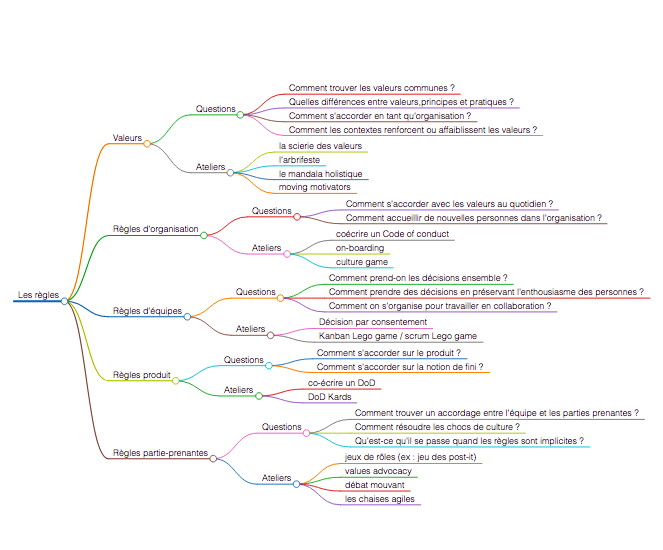 Les règles
Valeurs
Questions
Comment trouver les valeurs communes ?
Quelles différences entre valeurs,principes et pratiques ?
Comment s'accorder en tant qu'organisation ?
Comment les contextes renforcent ou affaiblissent les valeurs ?
Ateliers
la scierie des valeurs
l'arbrifeste
le mandala holistique
moving motivators
Règles d'organisation
Questions
Comment s'accorder avec les valeurs au quotidien ?
Comment accueillir de nouvelles personnes dans l'organisation ?
Ateliers
coécrire un Code of conduct
on-boarding
culture game
Règles d'équipes
Questions
Comment prend-on les décisions ensemble ?
Comment prendre des décisions en préservant l'enthousiasme des personnes ?
Comment on s'organise pour travailler en collaboration ?
Ateliers
Décision par consentement
Kanban Lego game / scrum Lego game
Règles produit
Questions
Comment s'accorder sur le produit ?
Comment s'accorder sur la notion de fini ?
Ateliers
co-écrire un DoD
DoD Kards
Règles partie-prenantes
Questions
Comment trouver un accordage entre l'équipe et les parties prenantes ?
Comment résoudre les chocs de culture ?
Qu'est-ce qu'il se passe quand les règles sont implicites ?
Ateliers
jeux de rôles (ex : jeu des post-it)
values advocacy
débat mouvant
les chaises agiles